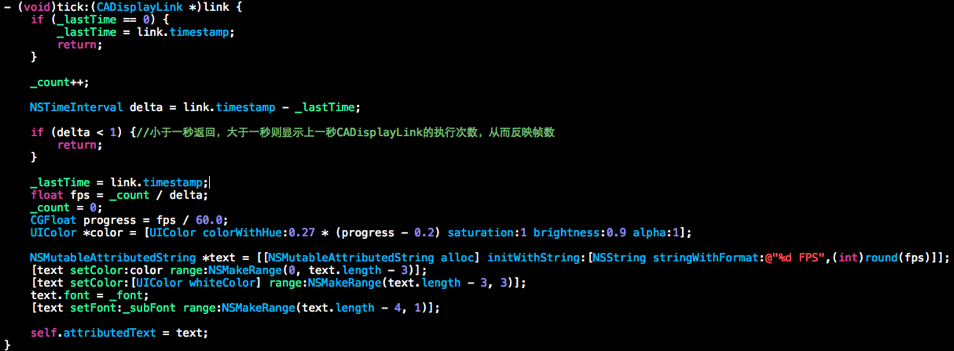 - (void)tick:(CADisplayLink *)link {
    if (_lastTime == 0) {
        _lastTime = link.timestamp;
        return;
    }

    _count++;

    NSTimeInterval delta = link.timestamp - _lastTime;

    if (delta < 1) {//小于一秒返回，大于一秒则显示上一秒CADisplayLink的执行次数，从而反映帧数
        return;
    }

    _lastTime = link.timestamp;
    float fps = _count / delta;
    _count = 0;
    CGFloat progress = fps / 60.0;
    UIColor *color = [UIColor colorWithHue:0.27 * (progress - 0.2) saturation:1 brightness:0.9 alpha:1];

    NSMutableAttributedString *text = [[NSMutableAttributedString alloc] initWithString:[NSString stringWithFormat:@"%d FPS",(int)round(fps)]];
    [text setColor:color range:NSMakeRange(0, text.length - 3)];
    [text setColor:[UIColor whiteColor] range:NSMakeRange(text.length - 3, 3)];
    text.font = _font;
    [text setFont:_subFont range:NSMakeRange(text.length - 4, 1)];

    self.attributedText = text;
}